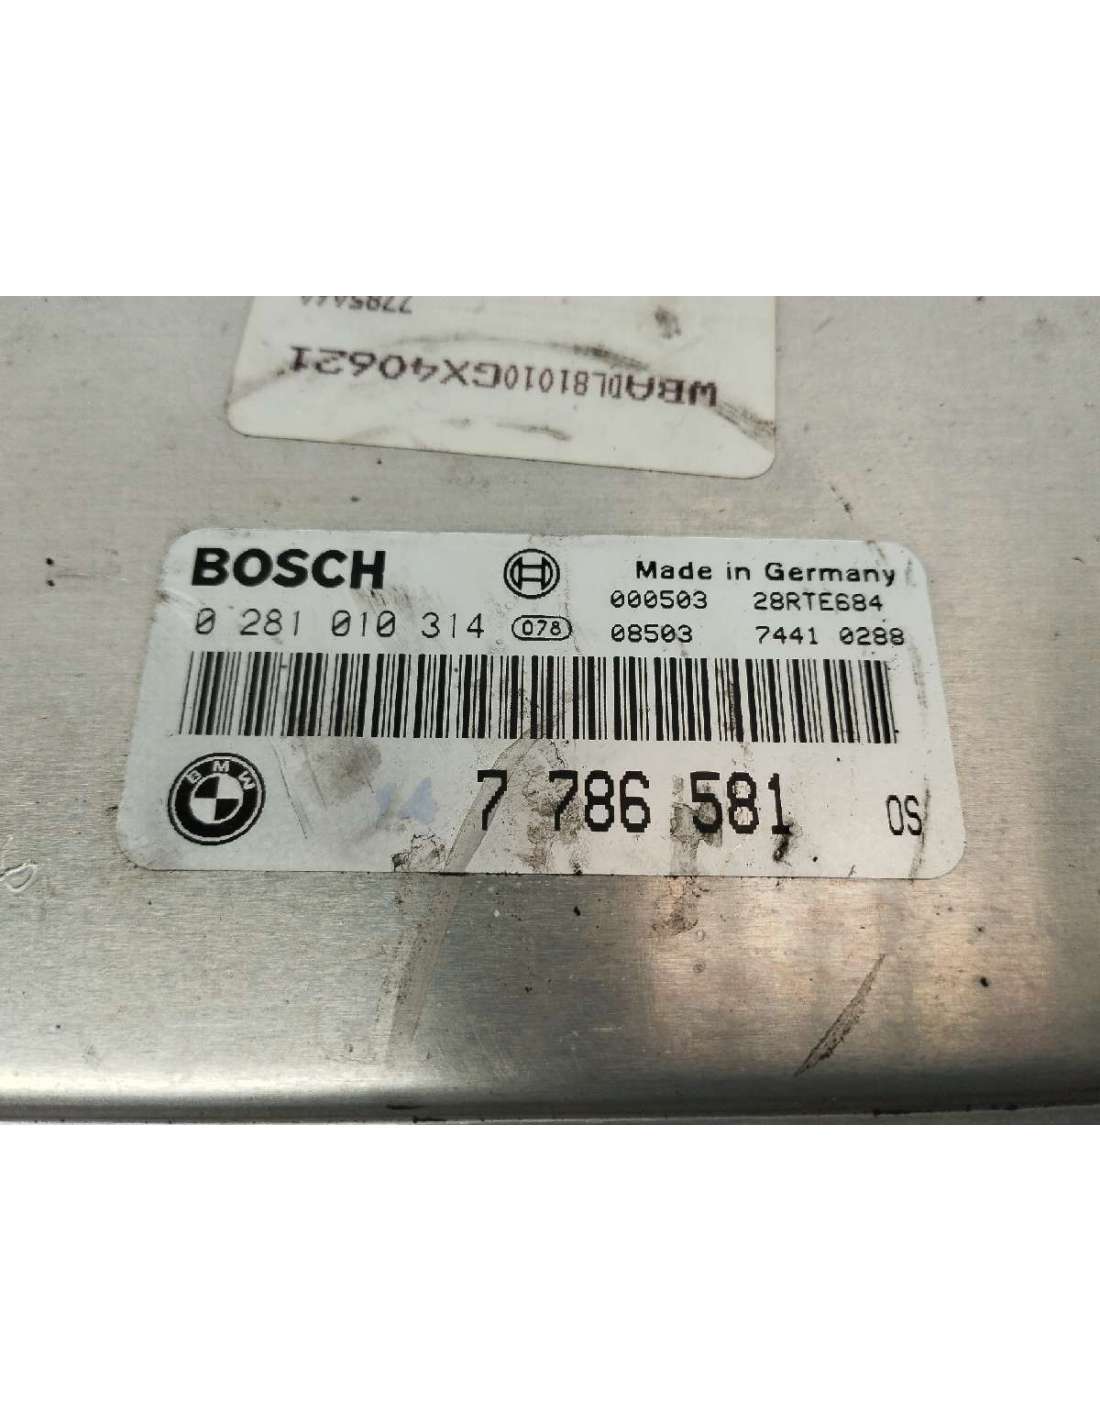 WBADL81010GX40621
BOSCH
Made in Germany
000503 28RTE684
0 281 010 314 078
08503 7441 0288
BMW
7 786 581 OS